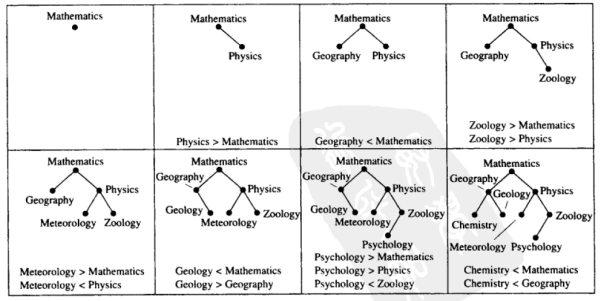 Mathematics
Mathematics
Physics
Physics > Mathematics
Mathematics
Geography Physics
Geography < Mathematics
Mathematics
Geography Physics
Zoology
Zoology > Mathematics
Zoology > Physics
Mathematics
Geography Physics
Meteorology Zoology
Meteorology > Mathematics
Meteorology < Physics
Mathematics
Geography
Physics
Geology Zoology
Meteorology
Geology < Mathematics
Geology > Geography
Mathematics
Geography
Physics
Geology Zoology
Meteorology
Psychology
Psychology > Mathematics
Psychology > Physics
Psychology < Zoology
Mathematics
Geography
Geology Physics
Chemistry Zoology
Meteorology Psychology
Chemistry < Mathematics
Chemistry < Geography